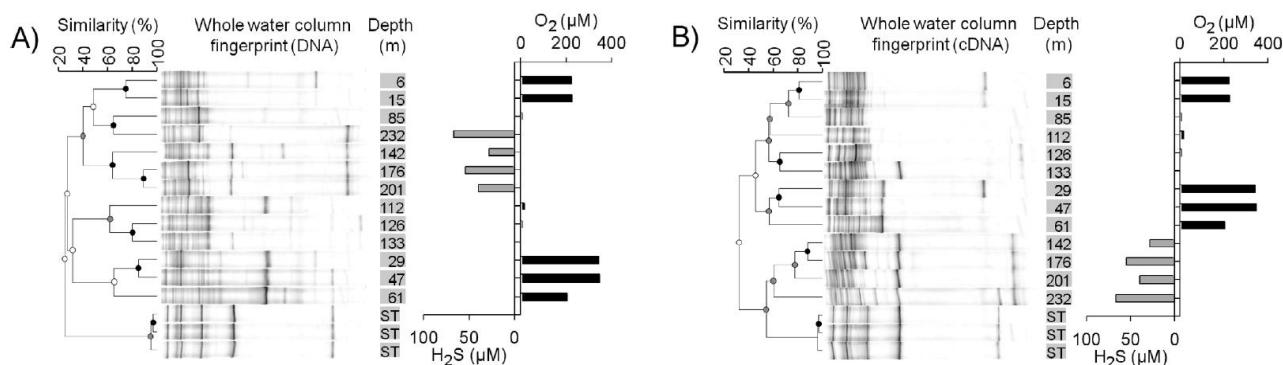 A)
Similarity (%)
20 40 60 80 100
Whole water column
fingerprint (DNA)
Depth
(m)
O₂ (µM)
0 200 400
6
15
85
232
142
176
201
112
126
133
29
47
61
ST
ST
ST
100 50 0
H₂S (µM)
B)
Similarity (%)
20 40 60 80 100
Whole water column
fingerprint (cDNA)
Depth
(m)
O₂ (µM)
0 200 400
6
15
85
112
126
133
29
47
61
142
176
201
232
ST
ST
ST
100 50 0
H₂S (µM)